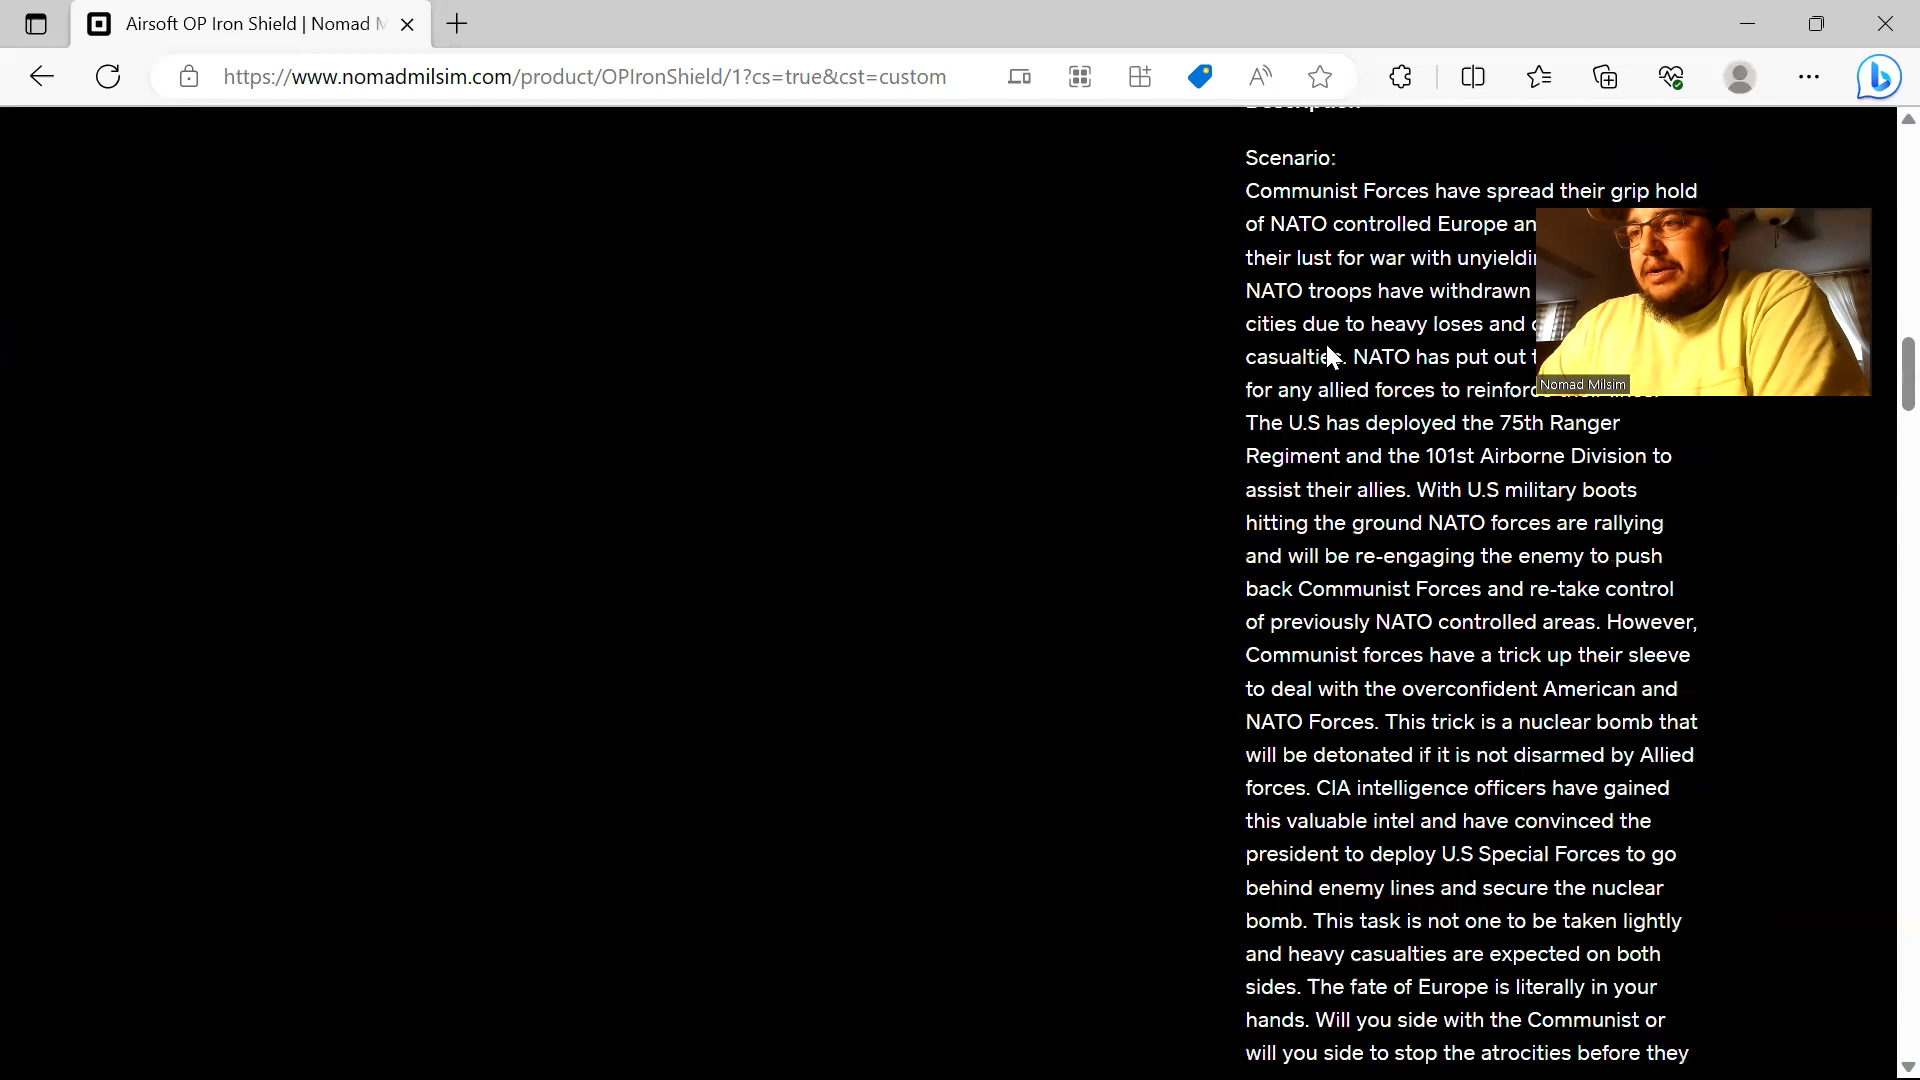 Airsoft OP Iron Shield | Nomad
https://www.nomadmilsim.com/product/OPIronShield/1?cs=true&cst=custom
Scenario:
Communist Forces have spread their grip hold
of NATO controlled Europe
their lust for war with
NATO troops have withdrawn
cities due to heavy loses and
NATO has put out
for any allied forces to
Nomad Milsim
The U.S has deployed the 75th Ranger
Regiment and the 101st Airborne Division to
assist their allies. With U.S military boots
hitting the ground NATO forces are rallying
and will be re-engaging the enemy to push
back Communist Forces and re-take control
of previously NATO controlled areas. However,
Communist forces have a trick up their sleeve
to deal with the overconfident American and
NATO Forces. This trick is a nuclear bomb that
will be detonated if it is not disarmed by Allied
forces. CIA intelligence officers have gained
this valuable intel and have convinced the
president to deploy U.S Special Forces to go
behind enemy lines and secure the nuclear
bomb. This task is not one to be taken lightly
and heavy casualties are expected on both
sides. The fate of Europe is literally in your
hands. Will you side with the Communist or
will you side to stop the atrocities before they